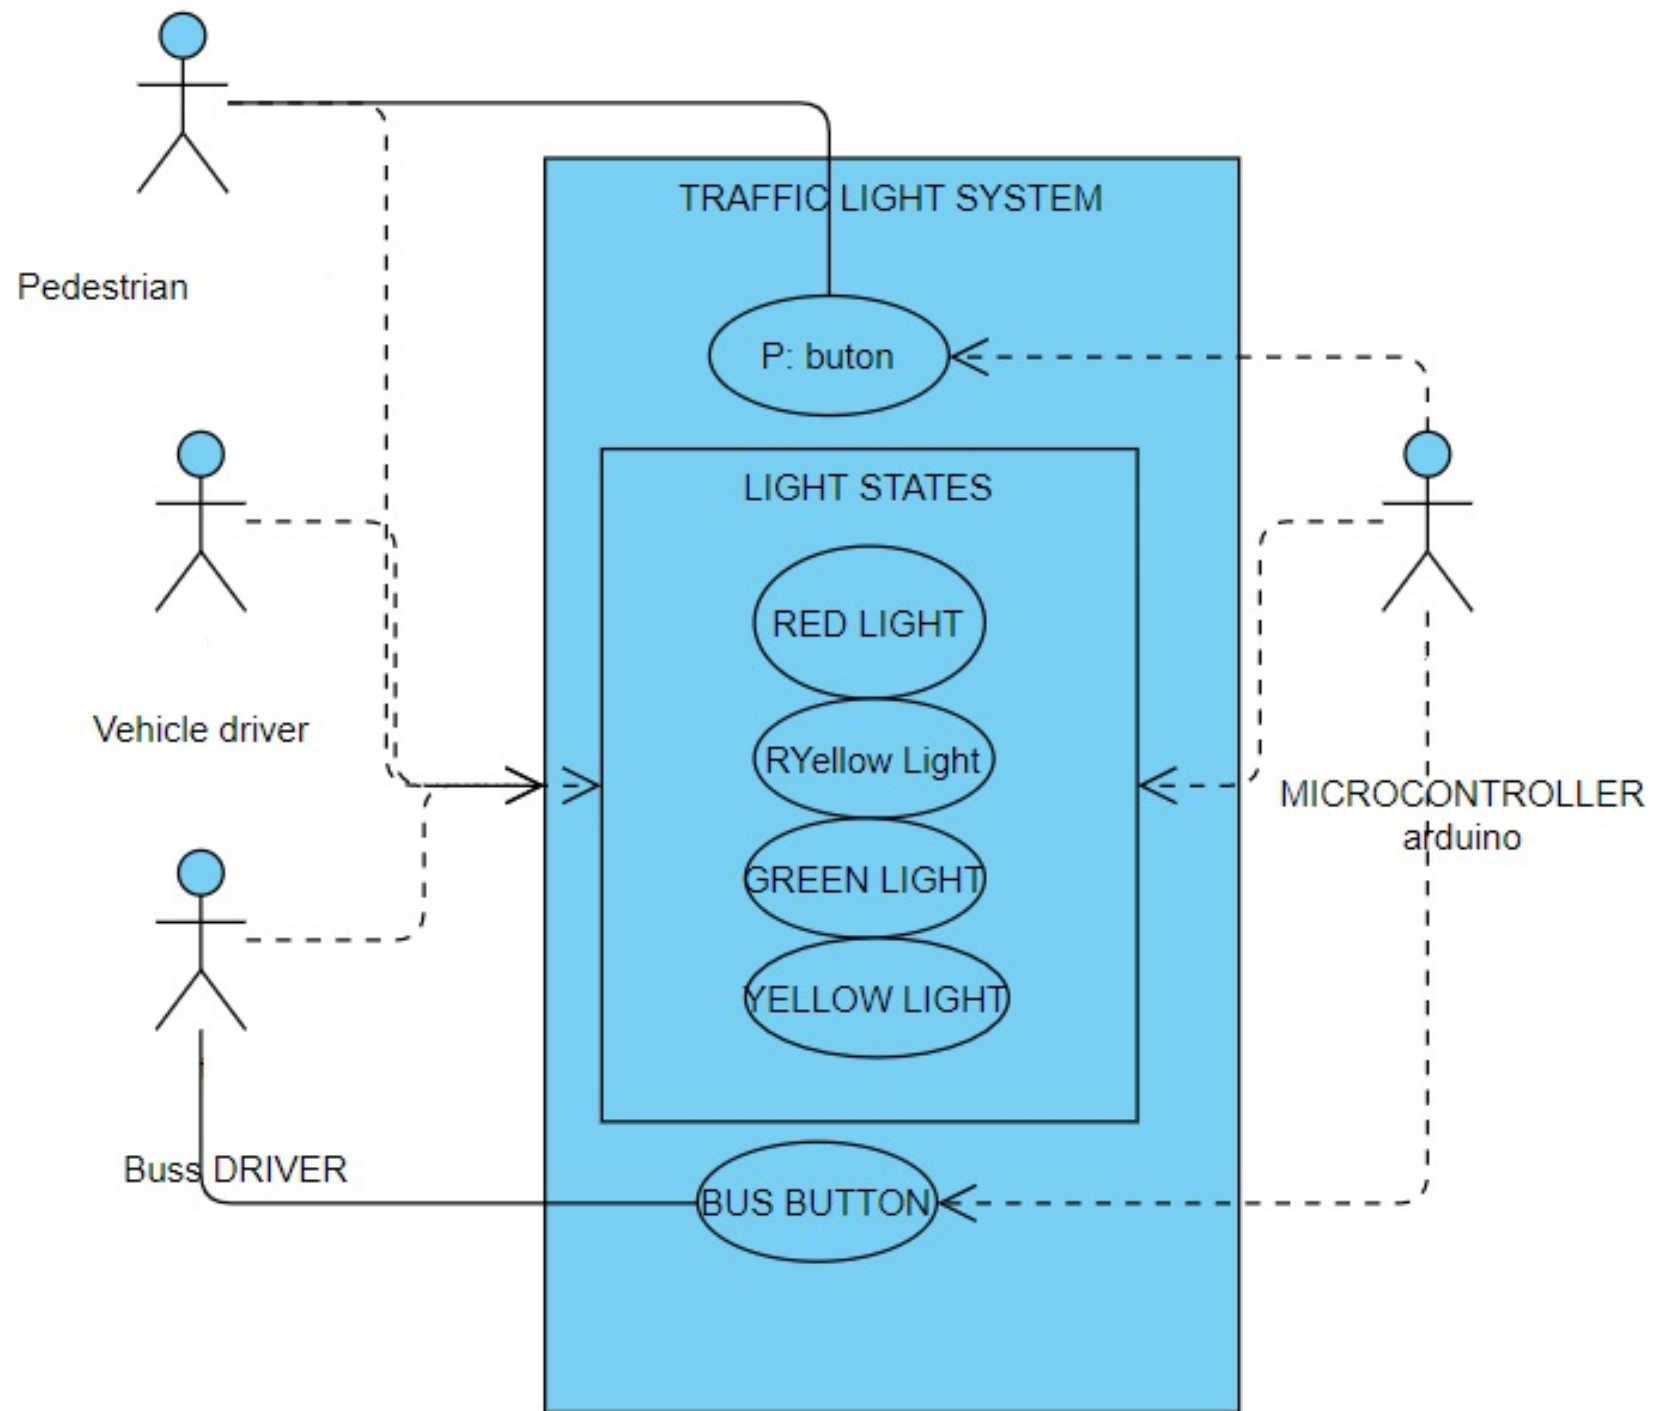 TRAFFIC LIGHT SYSTEM
Pedestrian
P: buton
LIGHT STATES
RED LIGHT
Vehicle driver
RYellow Light
MICROCONTROLLER
arduino
GREEN LIGHT
YELLOW LIGHT
Buss DRIVER
BUS BUTTON